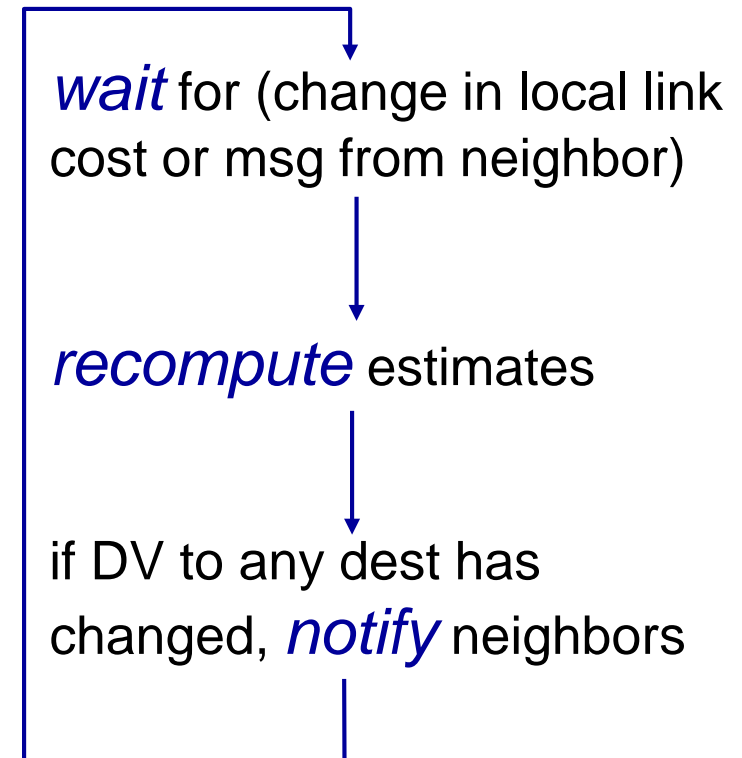 wait for (change in local link
cost or msg from neighbor)
recompute estimates
if DV to any dest has
changed, notify neighbors